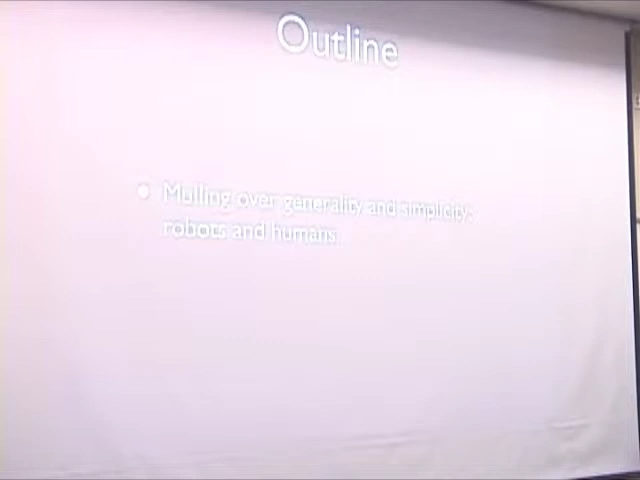 Outline
• Mulling over generality and simplicity:
robots and humans